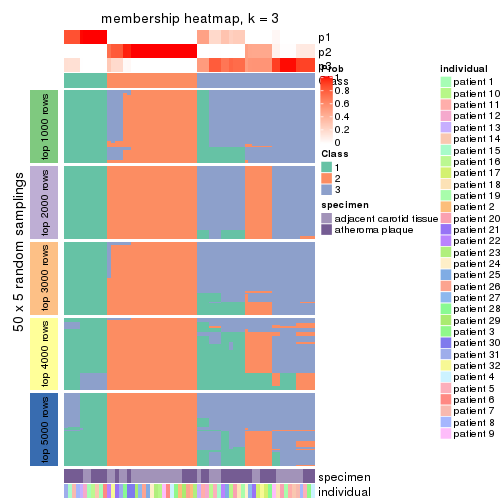 membership heatmap, k = 3
p1
p2
p3
Class
50 x 5 random samplings
top 1000 rows
top 2000 rows
top 3000 rows
top 4000 rows
top 5000 rows
specimen
individual
Prob
1
0.8
0.6
0.4
0.2
0
Class
1
2
3
specimen
adjacent carotid tissue
atheroma plaque
individual
patient 1
patient 10
patient 11
patient 12
patient 13
patient 14
patient 15
patient 16
patient 17
patient 18
patient 19
patient 2
patient 20
patient 21
patient 22
patient 23
patient 24
patient 25
patient 26
patient 27
patient 28
patient 29
patient 3
patient 30
patient 31
patient 32
patient 4
patient 5
patient 6
patient 7
patient 8
patient 9